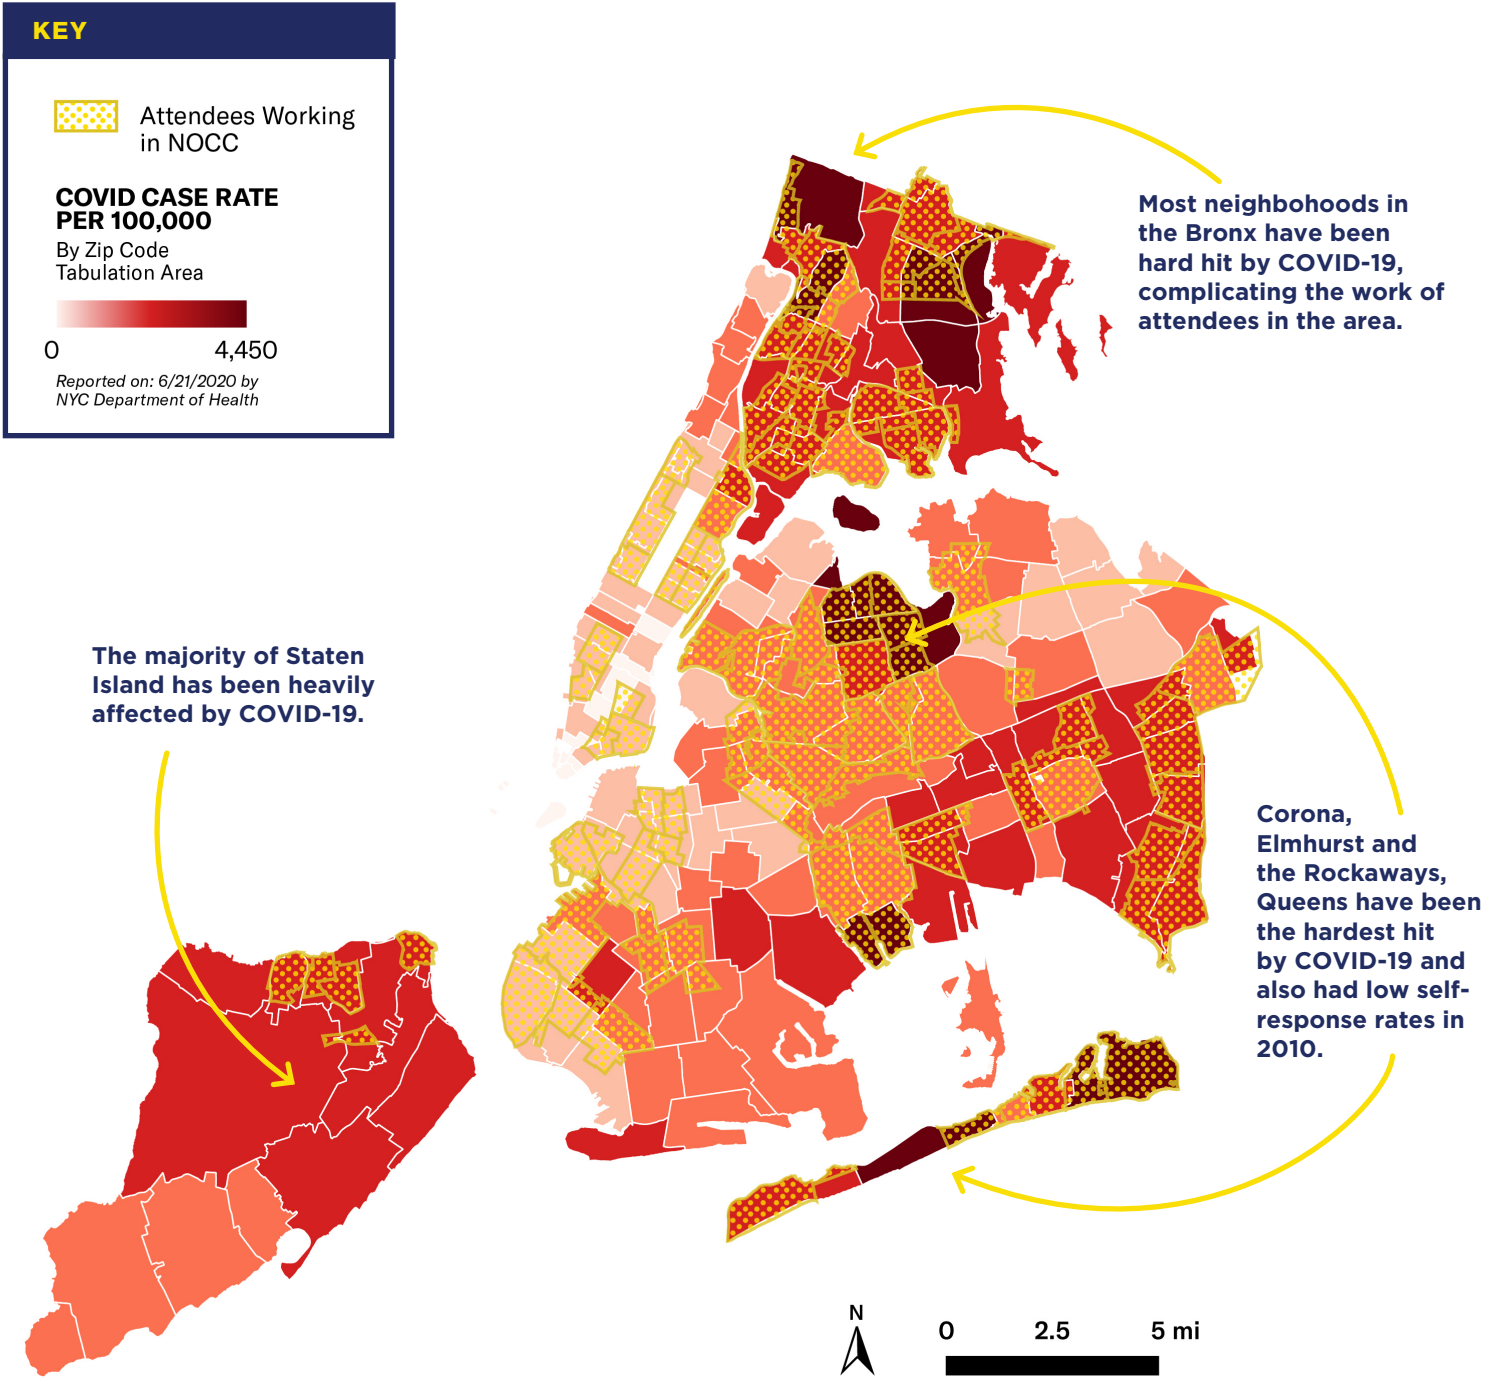 KEY
Attendees Working
in NOCC
COVID CASE RATE
PER 100,000
By Zip Code
Tabulation Area
0
4,450
Reported on: 6/21/2020 by
NYC Department of Health
Most neighbohoods in
the Bronx have been
hard hit by COVID-19,
complicating the work of
attendees in the area.
The majority of Staten
Island has been heavily
affected by COVID-19.
Corona,
Elmhurst and
the Rockaways,
Queens have been
the hardest hit
by COVID-19 and
also had low self-
response rates in
2010.
N
0
2.5
5 mi